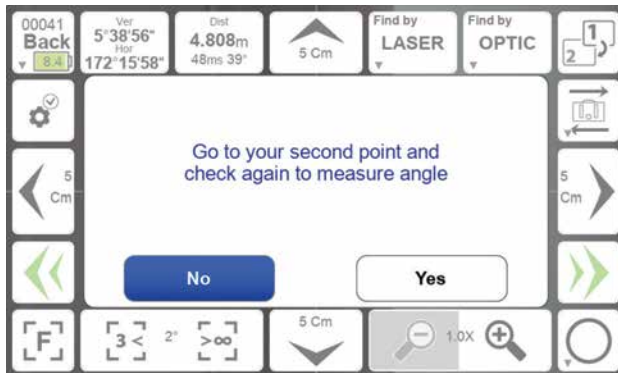 00041
Back
8.4
Ver
5°38'56"
Hor
172°15'58"
Dist
4.808m
48ms 39°
5 Cm
Find by
LASER
Find by
OPTIC
1
2
5
Cm
Go to your second point and
check again to measure angle
5
Cm
No
Yes
F
3 <
2°
>∞
5 Cm
1.0X